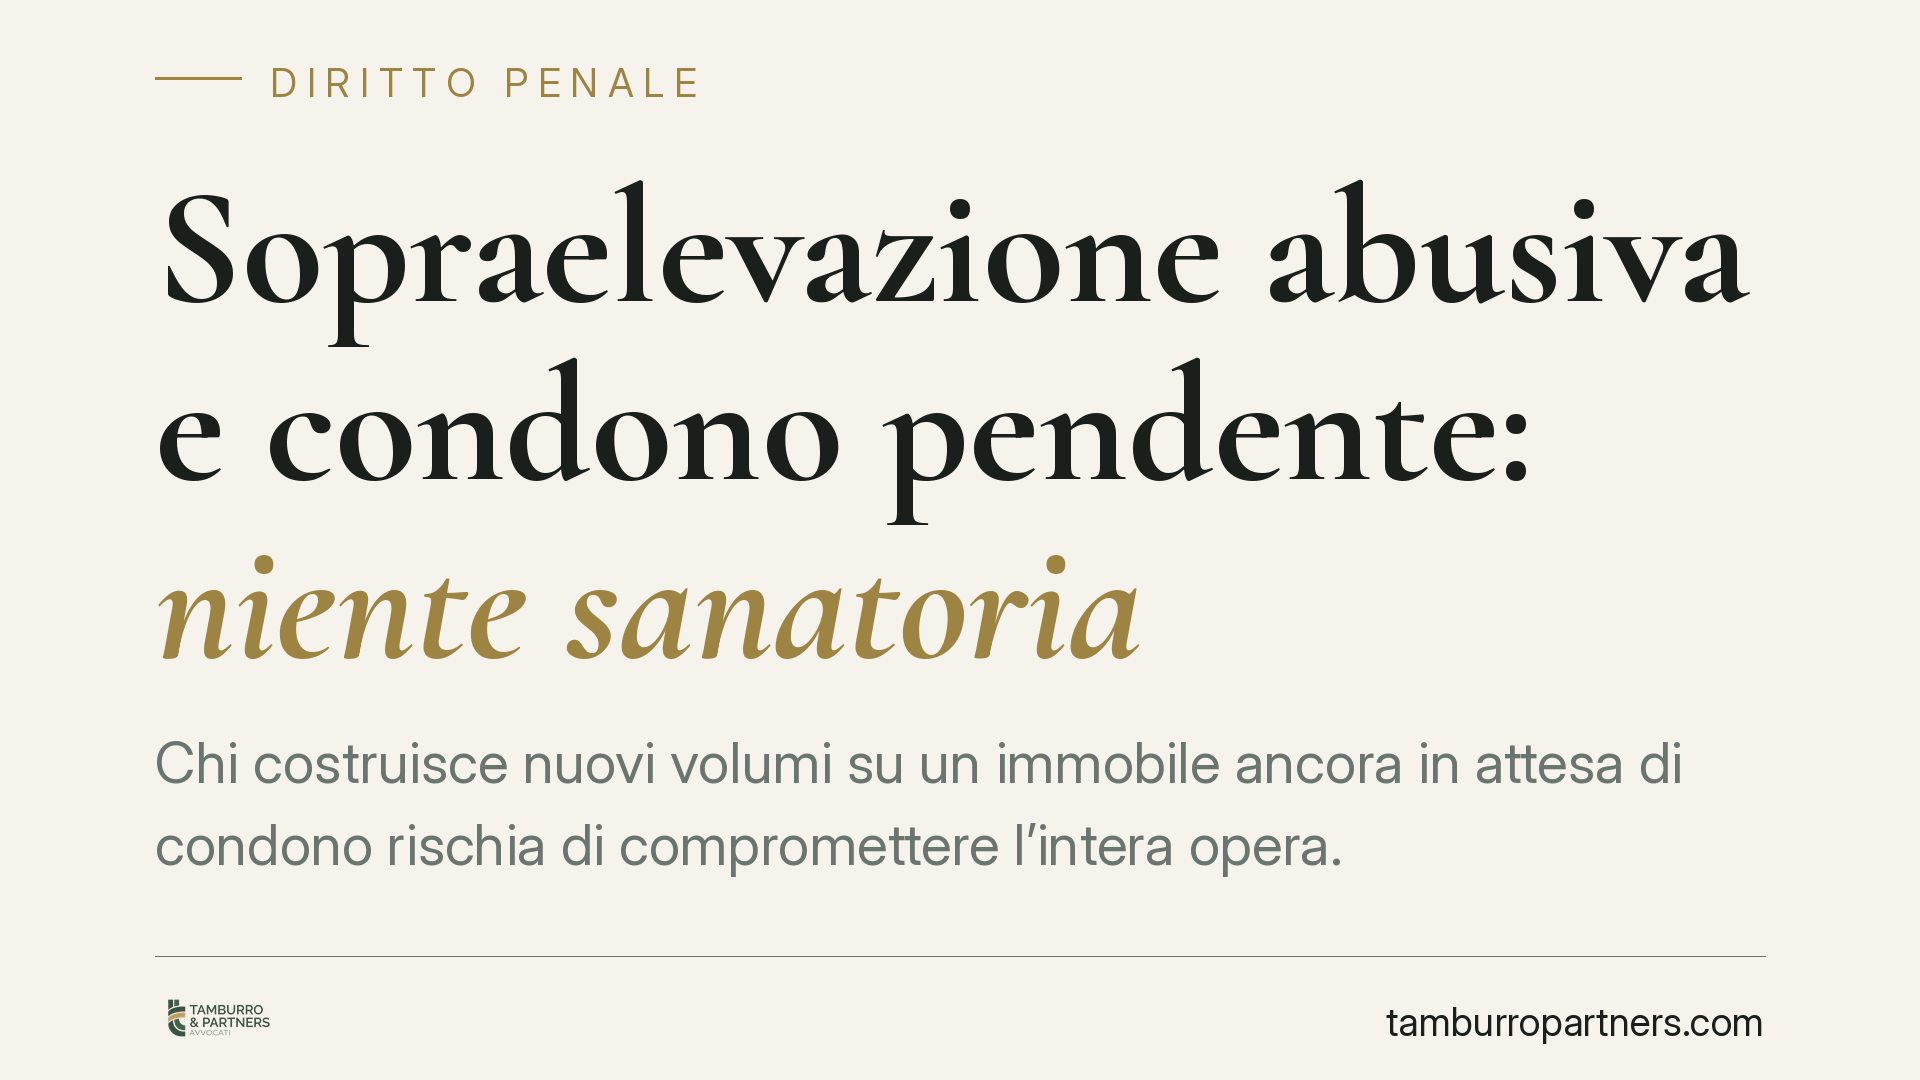 DIRITTO PENALE
Sopraelevazione abusiva
e condono pendente:
niente sanatoria
Chi costruisce nuovi volumi su un immobile ancora in attesa di
condono rischia di compromettere l’intera opera.
TAMBURRO
& PARTNERS
AVVOCATI
tamburropartners.com